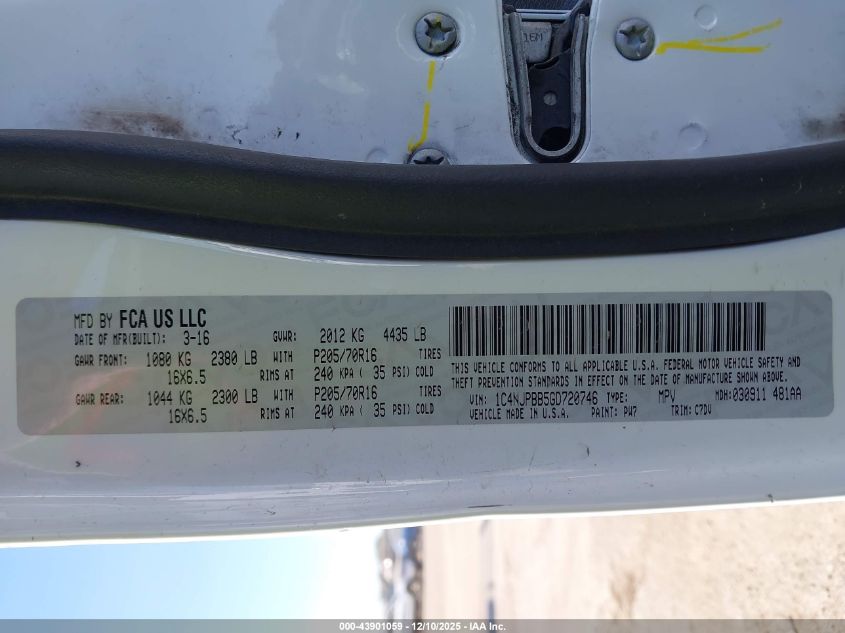 16M
MFD BY FCA US LLC
DATE OF MFR(BUILT): 3-16 GVWR: 2012 KG 4435 LB
GAWR FRONT: 1080 KG 2380 LB WITH P205/70R16 TIRES
16X6.5 RIMS AT 240 KPA ( 35 PSI) COLD
GAWR REAR: 1044 KG 2300 LB WITH P205/70R16 TIRES
16X6.5 RIMS AT 240 KPA ( 35 PSI) COLD
THIS VEHICLE CONFORMS TO ALL APPLICABLE U.S.A. FEDERAL MOTOR VEHICLE SAFETY AND
THEFT PREVENTION STANDARDS IN EFFECT ON THE DATE OF MANUFACTURE SHOWN ABOVE.
VIN: 1C4NJPBB5GD720746 TYPE: MPV MDH:030911 481AA
VEHICLE MADE IN U.S.A. PAINT: PW7 TRIM: C7DV
000-43901059 - 12/10/2025 - IAA Inc.